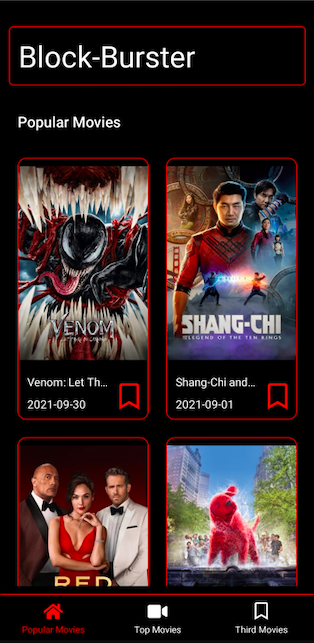 Block-Burster
Popular Movies
VENOM
SHANG-CHI
LEGEND OF THE TEN RINGS
Venom: Let Th...
2021-09-30
Shang-Chi and...
2021-09-01
RED
Popular Movies
Top Movies
Third Movies